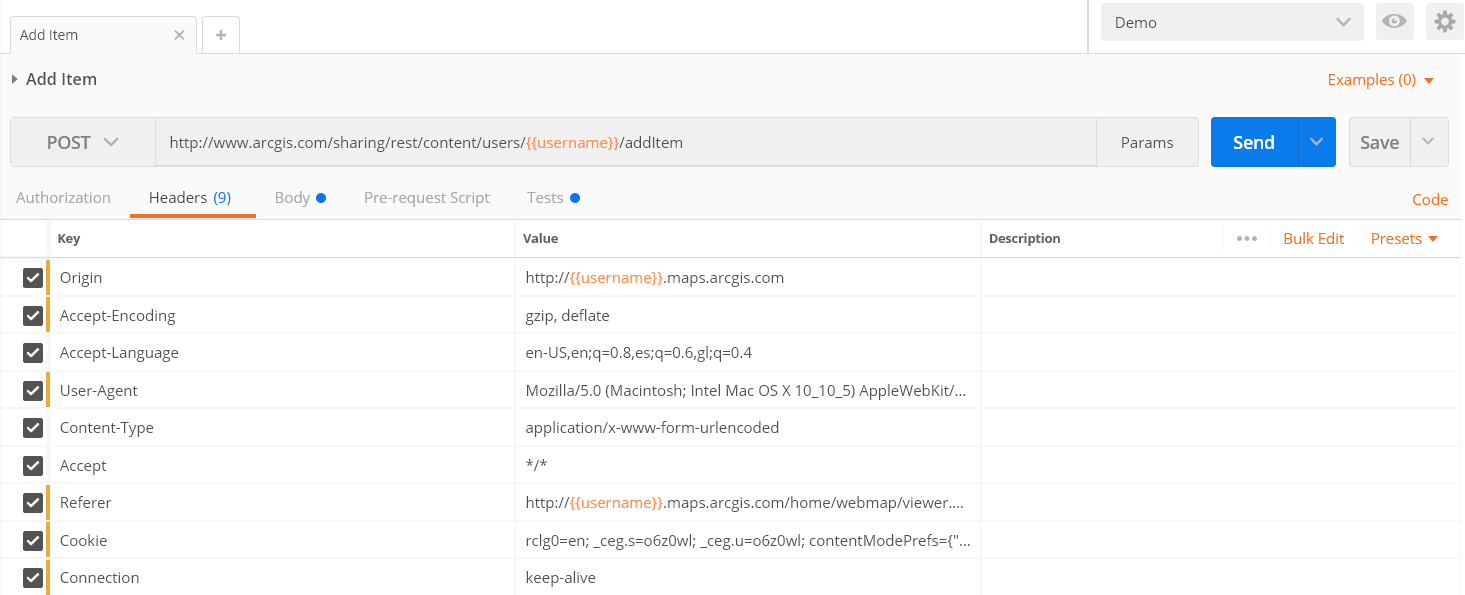 Add Item × +
Demo
Add Item
Examples (0)
POST http://www.arcgis.com/sharing/rest/content/users/{{username}}/addItem Params Send Save
Authorization Headers (9) Body Pre-request Script Tests Code
Key Value Description ••• Bulk Edit Presets
Origin http://{{username}}.maps.arcgis.com
Accept-Encoding gzip, deflate
Accept-Language en-US,en;q=0.8,es;q=0.6,gl;q=0.4
User-Agent Mozilla/5.0 (Macintosh; Intel Mac OS X 10_10_5) AppleWebKit/...
Content-Type application/x-www-form-urlencoded
Accept */*
Referer http://{{username}}.maps.arcgis.com/home/webmap/viewer....
Cookie rclg0=en; _ceg.s=o6z0wl; _ceg.u=o6z0wl; contentModePrefs={"...
Connection keep-alive